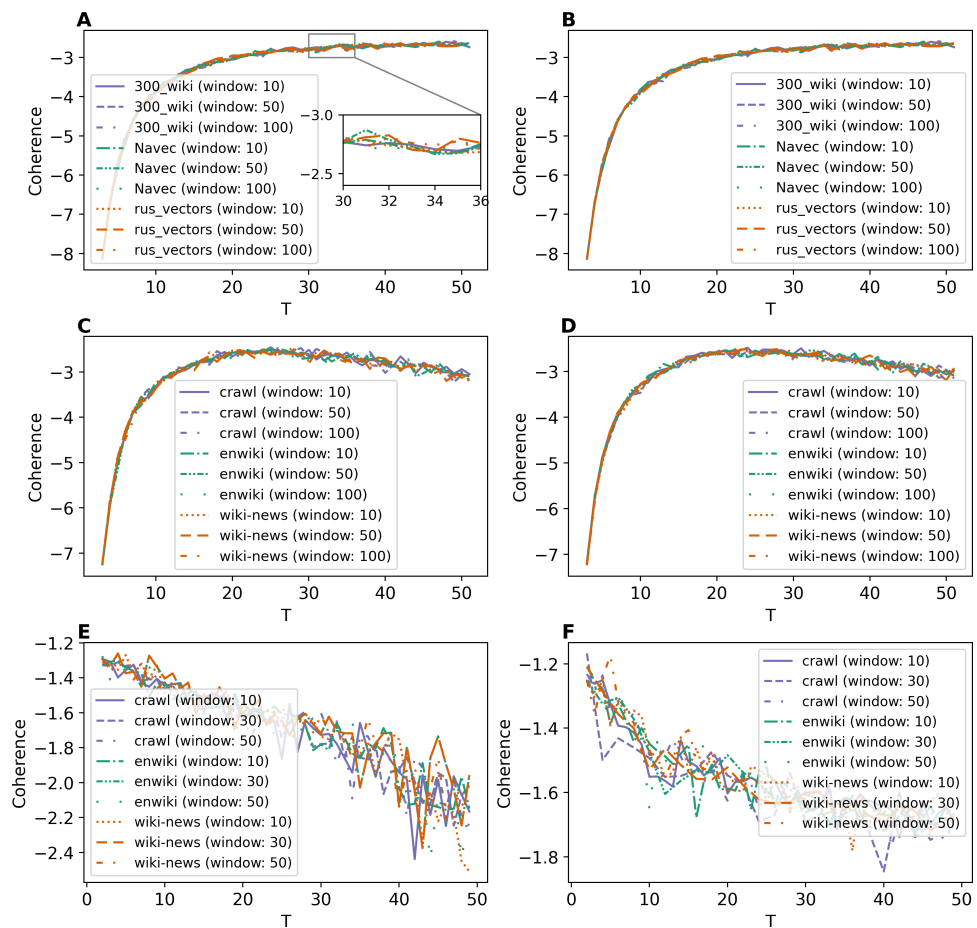 A
Coherence
−3
−4
−5
−6
−7
−8
300_wiki (window: 10)
300_wiki (window: 50)
300_wiki (window: 100)
Navec (window: 10)
Navec (window: 50)
Navec (window: 100)
rus_vectors (window: 10)
rus_vectors (window: 50)
rus_vectors (window: 100)
−3.0
−2.5
30 32 34 36
10 20 30 40 50
T
B
Coherence
−3
−4
−5
−6
−7
−8
300_wiki (window: 10)
300_wiki (window: 50)
300_wiki (window: 100)
Navec (window: 10)
Navec (window: 50)
Navec (window: 100)
rus_vectors (window: 10)
rus_vectors (window: 50)
rus_vectors (window: 100)
10 20 30 40 50
T
C
Coherence
−3
−4
−5
−6
−7
crawl (window: 10)
crawl (window: 50)
crawl (window: 100)
enwiki (window: 10)
enwiki (window: 50)
enwiki (window: 100)
wiki-news (window: 10)
wiki-news (window: 50)
wiki-news (window: 100)
10 20 30 40 50
T
D
Coherence
−3
−4
−5
−6
−7
crawl (window: 10)
crawl (window: 50)
crawl (window: 100)
enwiki (window: 10)
enwiki (window: 50)
enwiki (window: 100)
wiki-news (window: 10)
wiki-news (window: 50)
wiki-news (window: 100)
10 20 30 40 50
T
E
Coherence
−1.2
−1.4
−1.6
−1.8
−2.0
−2.2
−2.4
crawl (window: 10)
crawl (window: 30)
crawl (window: 50)
enwiki (window: 10)
enwiki (window: 30)
enwiki (window: 50)
wiki-news (window: 10)
wiki-news (window: 30)
wiki-news (window: 50)
0 10 20 30 40 50
T
F
Coherence
−1.2
−1.4
−1.6
−1.8
crawl (window: 10)
crawl (window: 30)
crawl (window: 50)
enwiki (window: 10)
enwiki (window: 30)
enwiki (window: 50)
wiki-news (window: 10)
wiki-news (window: 30)
wiki-news (window: 50)
0 10 20 30 40 50
T